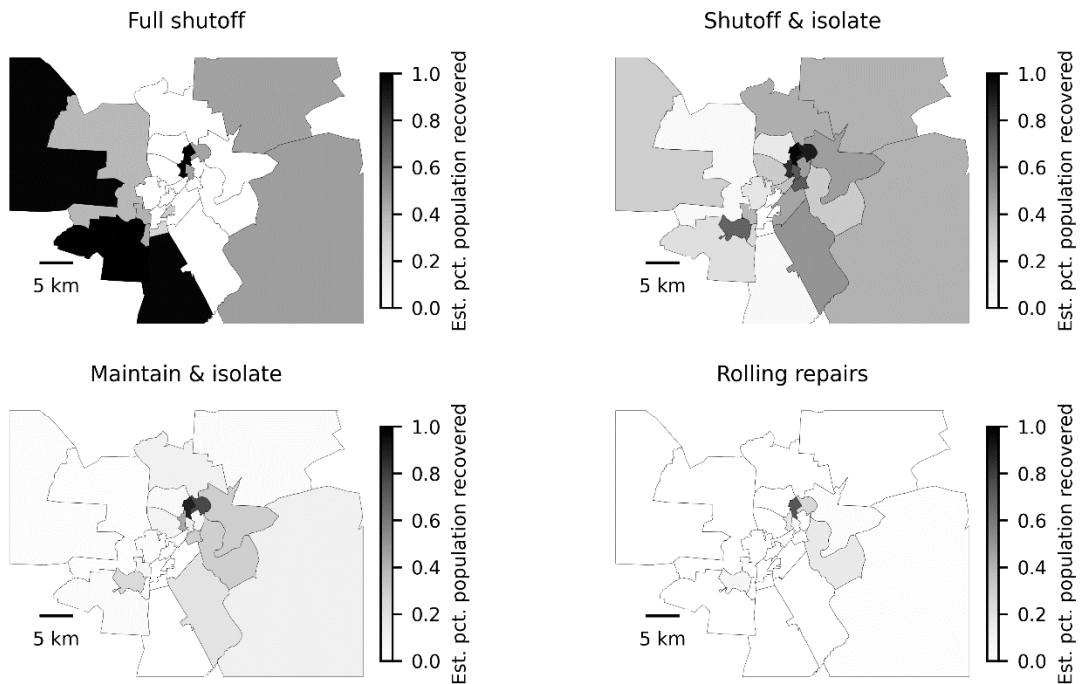 Full shutoff
5 km
1.0
0.8
0.6
0.4
0.2
0.0
Est. pct. population recovered
Shutoff & isolate
5 km
1.0
0.8
0.6
0.4
0.2
0.0
Est. pct. population recovered
Maintain & isolate
5 km
1.0
0.8
0.6
0.4
0.2
0.0
Est. pct. population recovered
Rolling repairs
5 km
1.0
0.8
0.6
0.4
0.2
0.0
Est. pct. population recovered